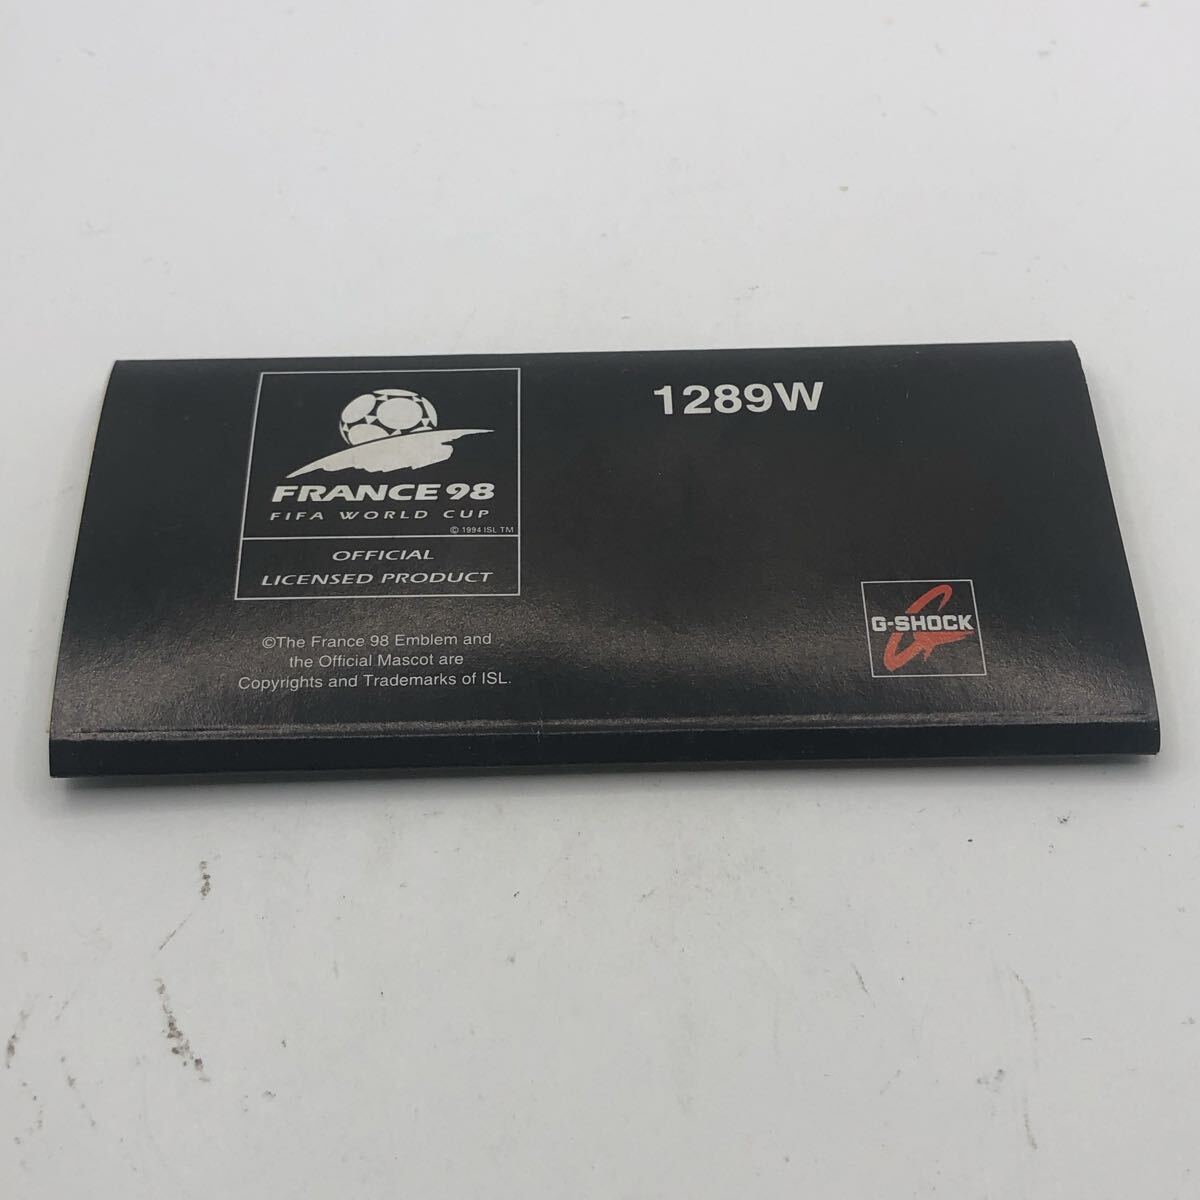 FRANCE 98
FIFA WORLD CUP
© 1994 ISL TM
OFFICIAL
LICENSED PRODUCT
©The France 98 Emblem and
the Official Mascot are
Copyrights and Trademarks of ISL.
1289W
G-SHOCK